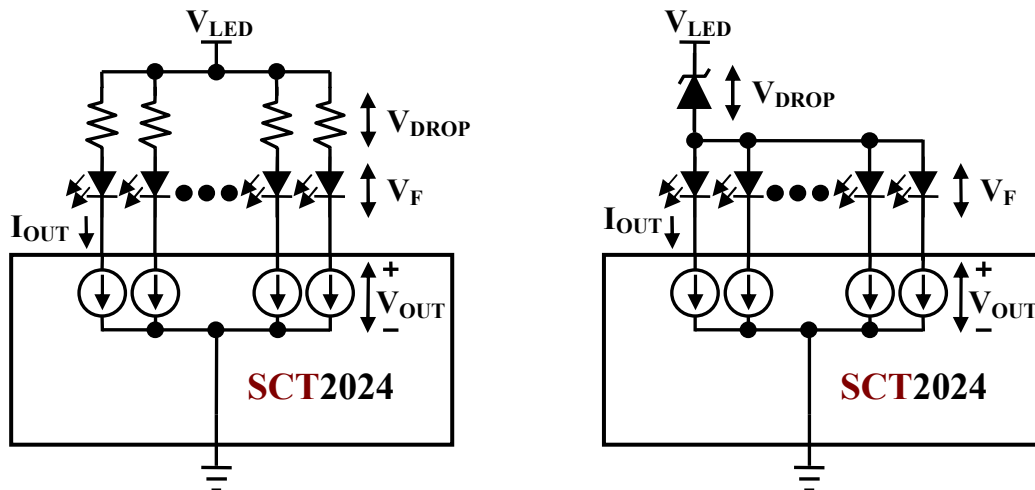 VLED
VDROP
VF
IOUT
+
VOUT
–
SCT2024
VLED
VDROP
VF
IOUT
+
VOUT
–
SCT2024